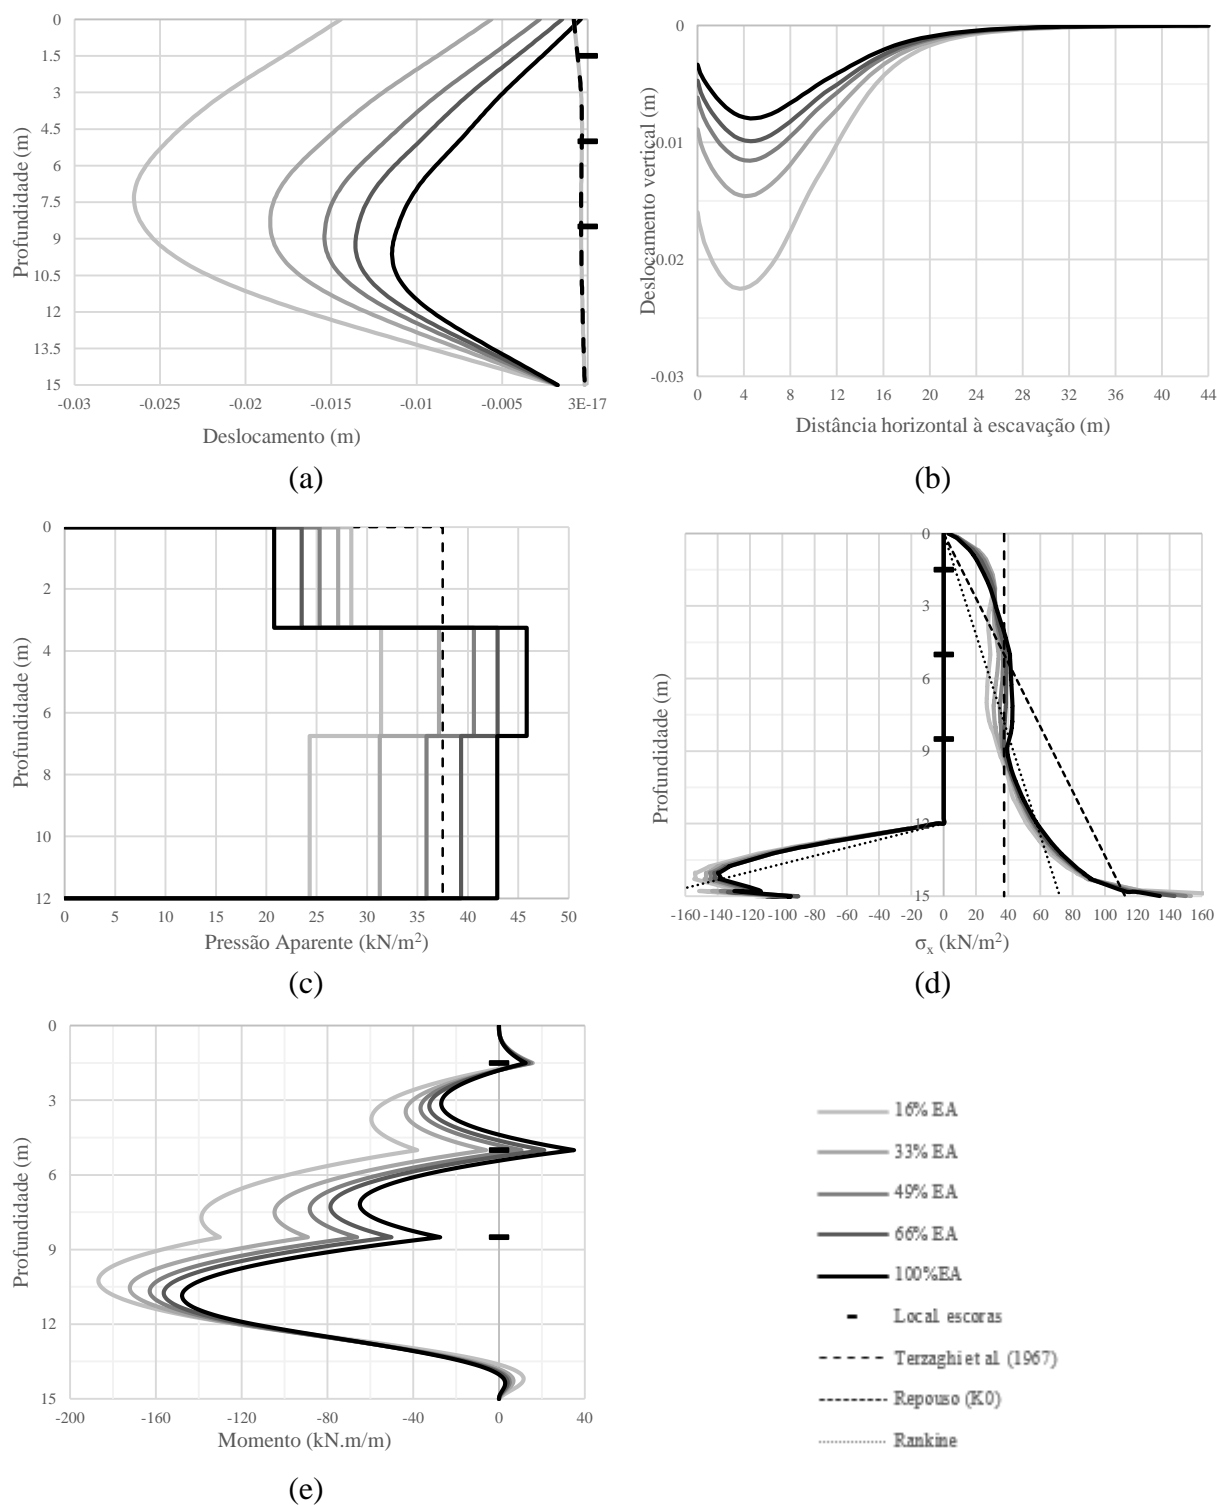 0
1.5
3
4.5
6
7.5
9
10.5
12
13.5
15
Profundidade (m)
-0.03 -0.025 -0.02 -0.015 -0.01 -0.005 3E-17
Deslocamento (m)
(a)
0
-0.01
-0.02
-0.03
Deslocamento vertical (m)
0 4 8 12 16 20 24 28 32 36 40 44
Distância horizontal à escavação (m)
(b)
0
2
4
6
8
10
12
Profundidade (m)
0 5 10 15 20 25 30 35 40 45 50
Pressão Aparente (kN/m²)
(c)
0
3
6
9
12
15
Profundidade (m)
-160 -140 -120 -100 -80 -60 -40 -20 0 20 40 60 80 100 120 140 160
σx (kN/m²)
(d)
0
3
6
9
12
15
Profundidade (m)
-200 -160 -120 -80 -40 0 40
Momento (kN.m/m)
(e)
16% EA
33% EA
49% EA
66% EA
100%EA
Local escoras
Terzaghi et al. (1967)
Repouso (K0)
Rankine